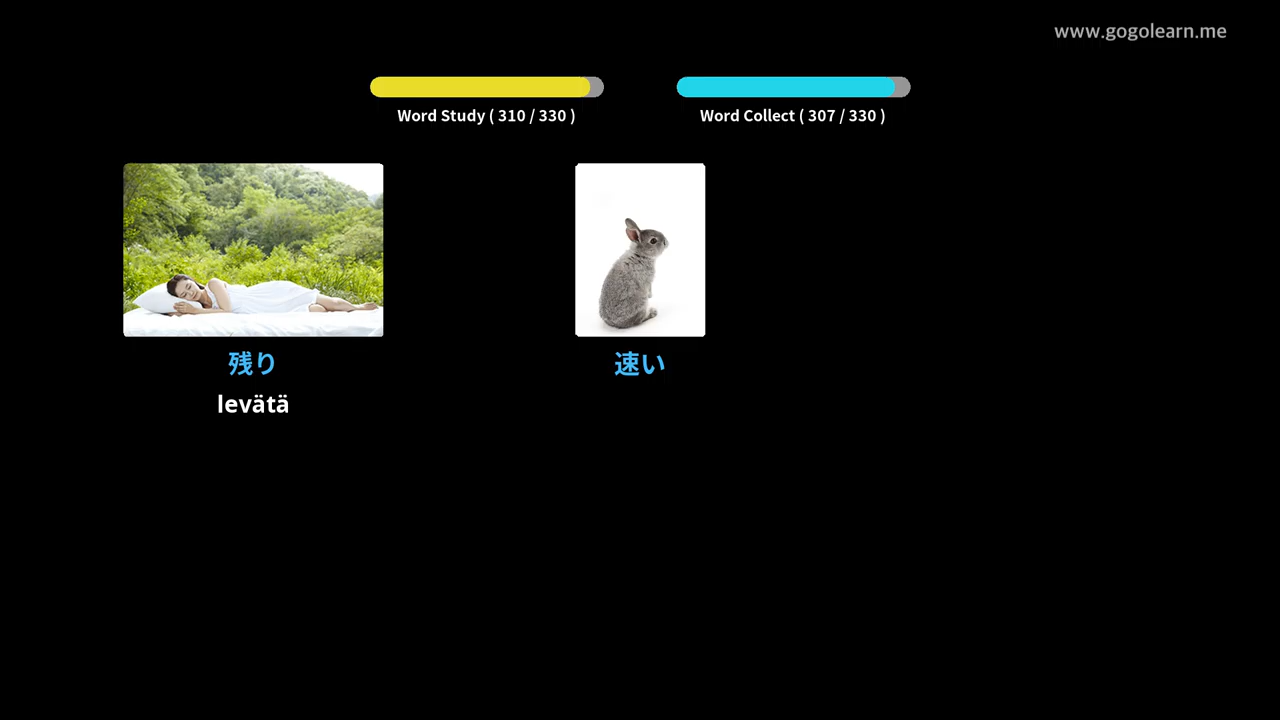 www.gogolearn.me
Word Study ( 310 / 330 )
Word Collect ( 307 / 330 )
残り
levätä
速い